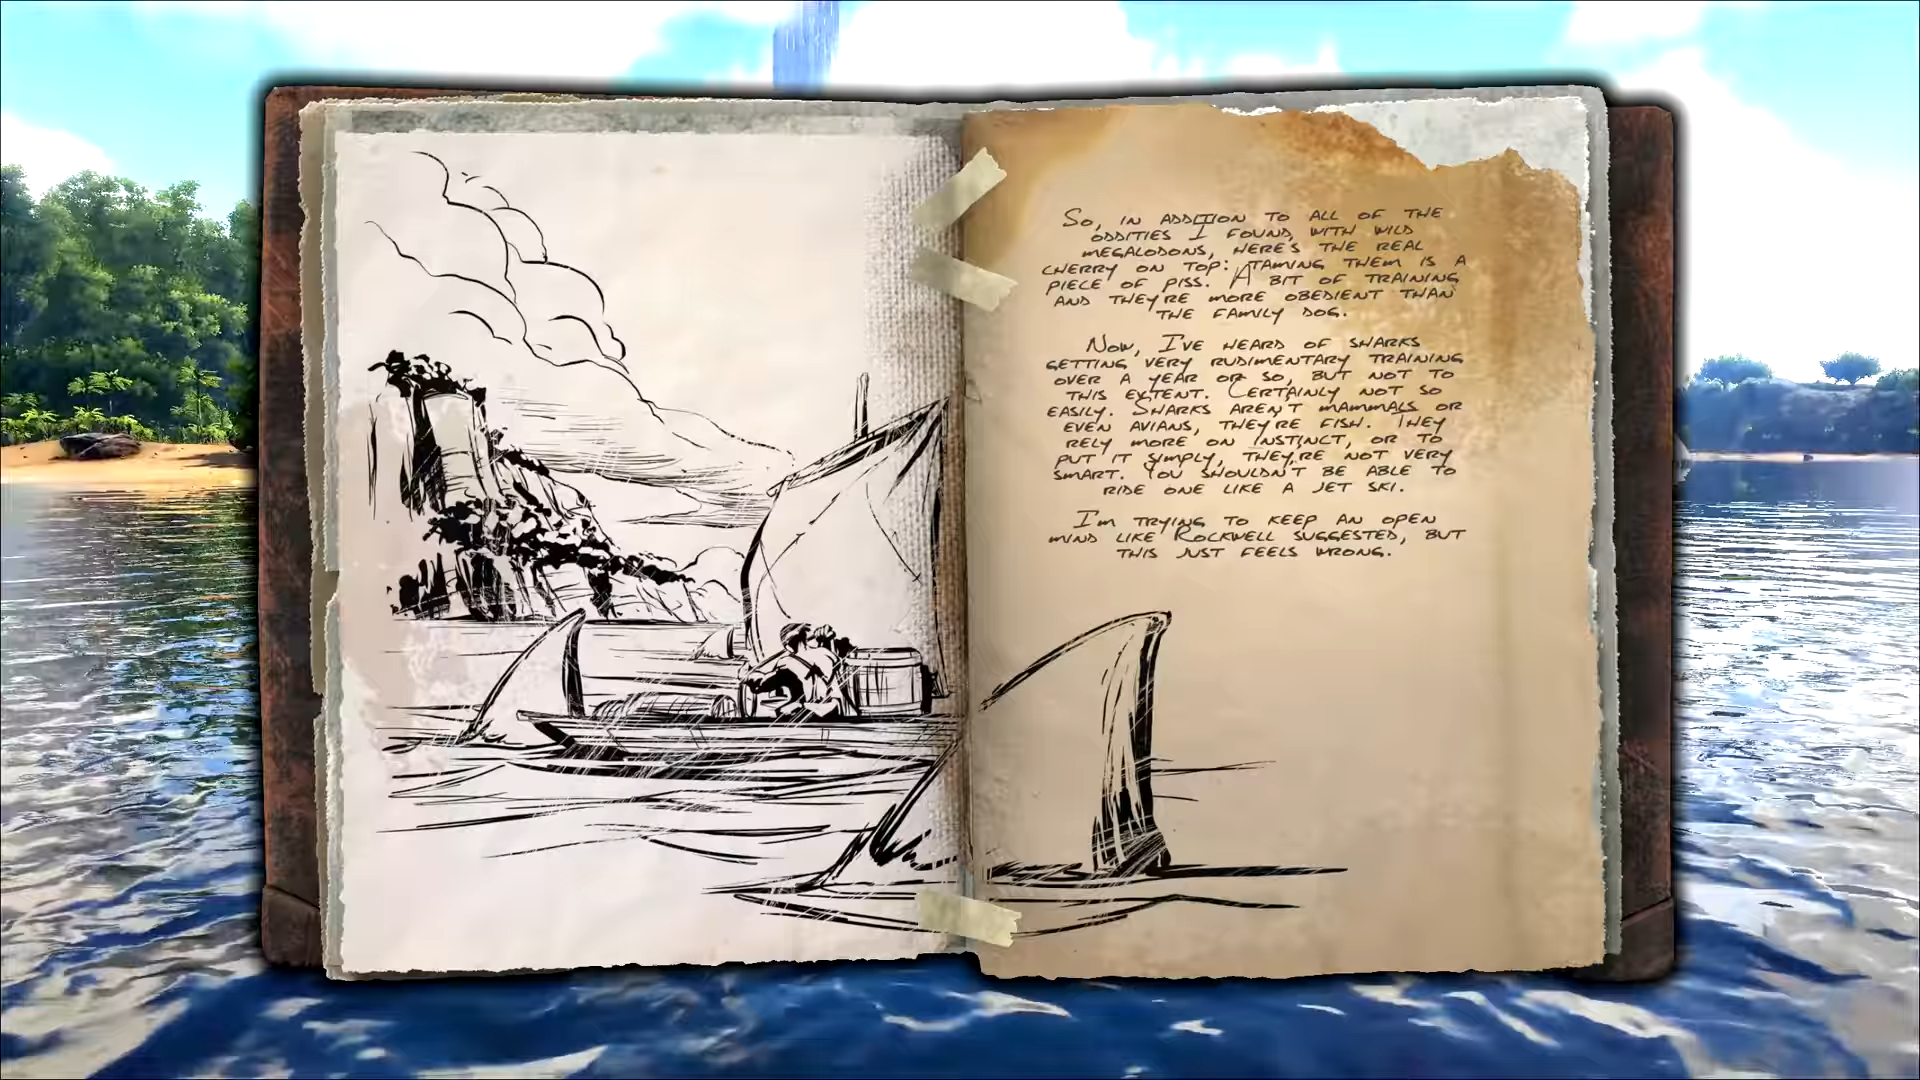 So, in addition to all of the
oddities I found with wild
megalodons, here's the real
cherry on top: taming them is a
piece of piss. A bit of training
and they're more obedient than
the family dog.
Now, I've heard of sharks
getting very rudimentary training
over a year or so, but not to
this extent. Certainly not so
easily. Sharks aren't mammals or
even avians, they're fish. They
rely more on instinct, or to
put it simply, they're not very
smart. You shouldn't be able to
ride one like a jet ski.
I'm trying to keep an open
mind like Rockwell suggested, but
this just feels wrong.